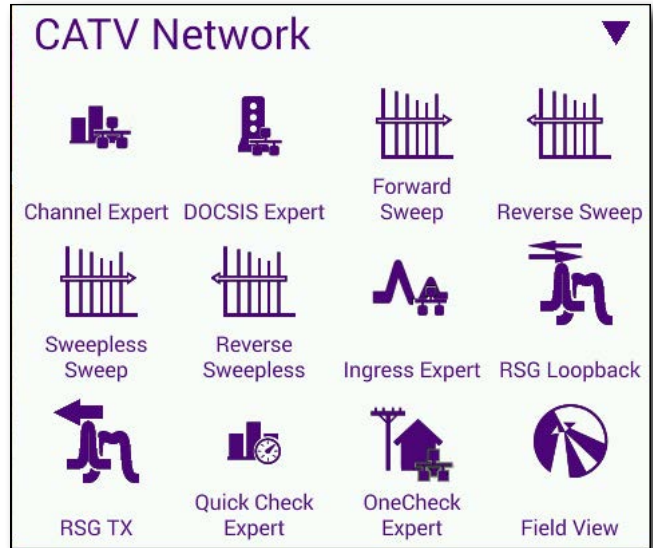 CATV Network
Channel Expert
DOCSIS Expert
Forward
Sweep
Reverse Sweep
Sweepless
Sweep
Reverse
Sweepless
Ingress Expert
RSG Loopback
RSG TX
Quick Check
Expert
OneCheck
Expert
Field View